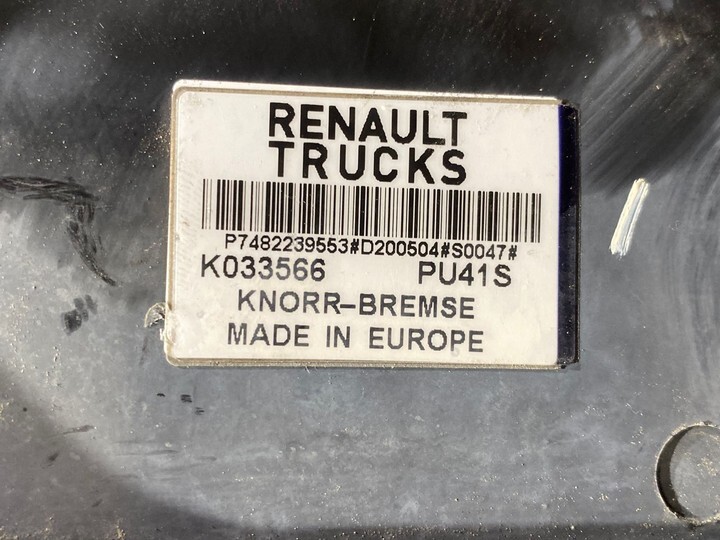 RENAULT
TRUCKS
P7482239553#D200504#S0047#
K033566 PU41S
KNORR-BREMSE
MADE IN EUROPE